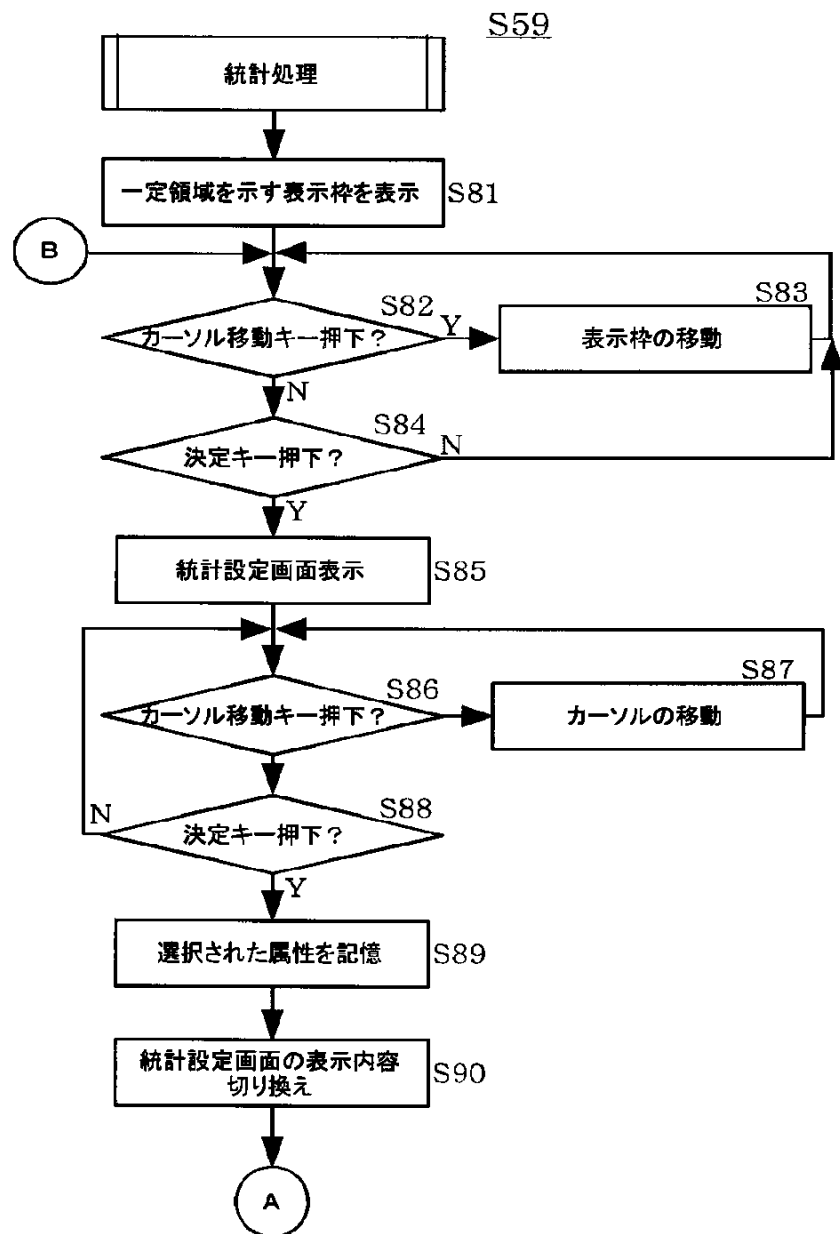 S59
統計処理
一定領域を示す表示枠を表示
S81
B
S82
カーソル移動キー押下?
Y
S83
表示枠の移動
N
S84
決定キー押下?
N
Y
統計設定画面表示
S85
S86
カーソル移動キー押下?
S87
カーソルの移動
S88
N
決定キー押下?
Y
選択された属性を記憶
S89
統計設定画面の表示内容
切り換え
S90
A